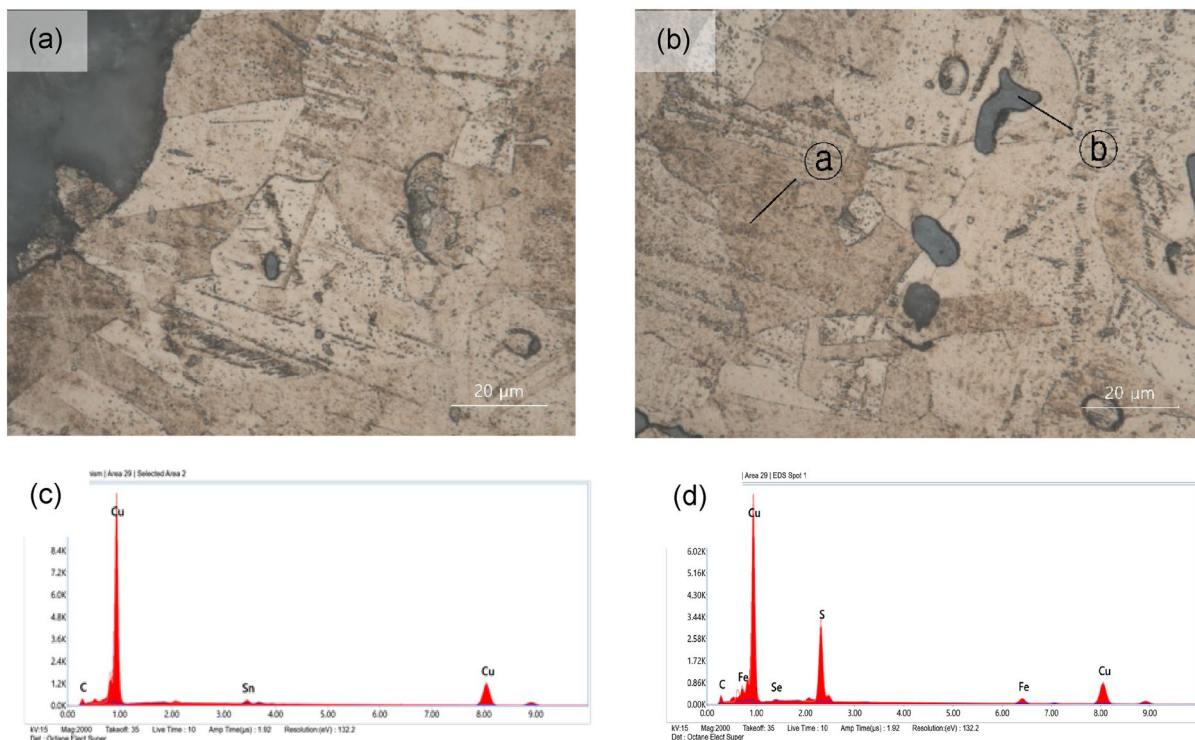 (a)
20 µm
(b)
a
b
20 µm
(c)
ism | Area 29 | Selected Area 2
Cu
8.4K
7.2K
6.0K
4.8K
3.6K
2.4K
1.2K
0.0K
C
Sn
Cu
0.00 1.00 2.00 3.00 4.00 5.00 6.00 7.00 8.00 9.00
kV:15 Mag:2000 Takeoff: 35 Live Time : 10 Amp Time(µs) : 1.92 Resolution:(eV) : 132.2
Det : Octane Elect Super
(d)
| Area 29 | EDS Spot 1
Cu
6.02K
5.16K
4.30K
3.44K
2.58K
1.72K
0.86K
0.00K
C
Fe
Se
S
Fe
Cu
0.00 1.00 2.00 3.00 4.00 5.00 6.00 7.00 8.00 9.00
kV:15 Mag:2000 Takeoff: 35 Live Time : 10 Amp Time(µs) : 1.92 Resolution:(eV) : 132.2
Det : Octane Elect Super